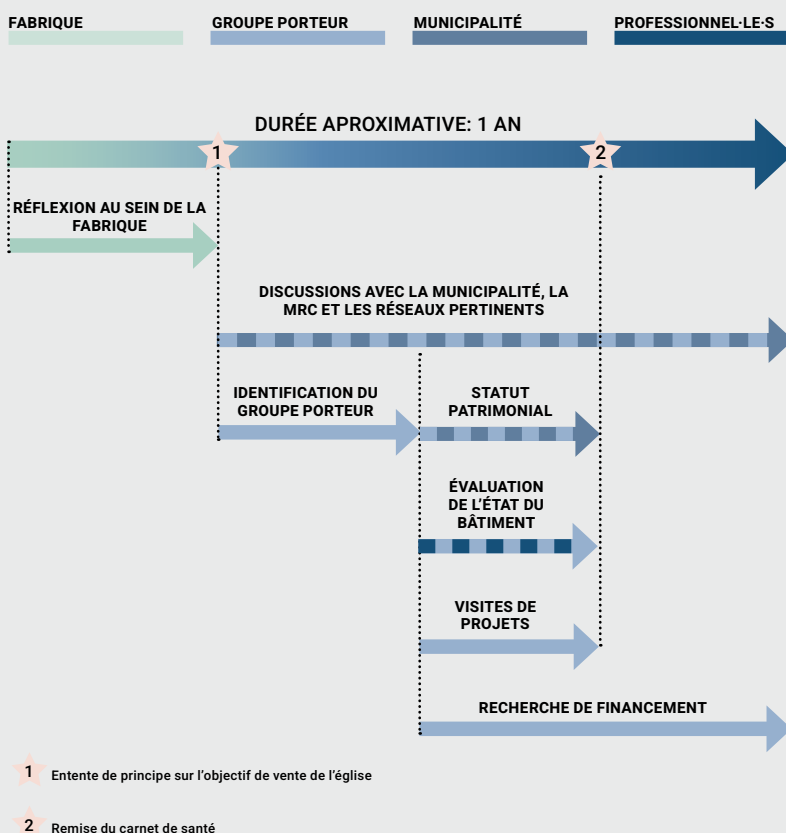 FABRIQUE
GROUPE PORTEUR
MUNICIPALITÉ
PROFESSIONNEL·LE·S
DURÉE APROXIMATIVE: 1 AN
1
2
RÉFLEXION AU SEIN DE LA
FABRIQUE
DISCUSSIONS AVEC LA MUNICIPALITÉ, LA
MRC ET LES RÉSEAUX PERTINENTS
IDENTIFICATION DU
GROUPE PORTEUR
STATUT
PATRIMONIAL
ÉVALUATION
DE L'ÉTAT DU
BÂTIMENT
VISITES DE
PROJETS
RECHERCHE DE FINANCEMENT
1 Entente de principe sur l'objectif de vente de l'église
2 Remise du carnet de santé